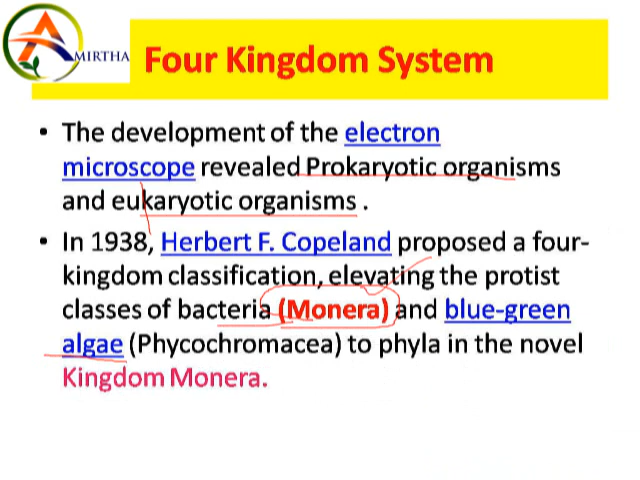 AMIRTHA
Four Kingdom System
• The development of the electron
microscope revealed Prokaryotic organisms
and eukaryotic organisms .
• In 1938, Herbert F. Copeland proposed a four-
kingdom classification, elevating the protist
classes of bacteria (Monera) and blue-green
algae (Phycochromacea) to phyla in the novel
Kingdom Monera.